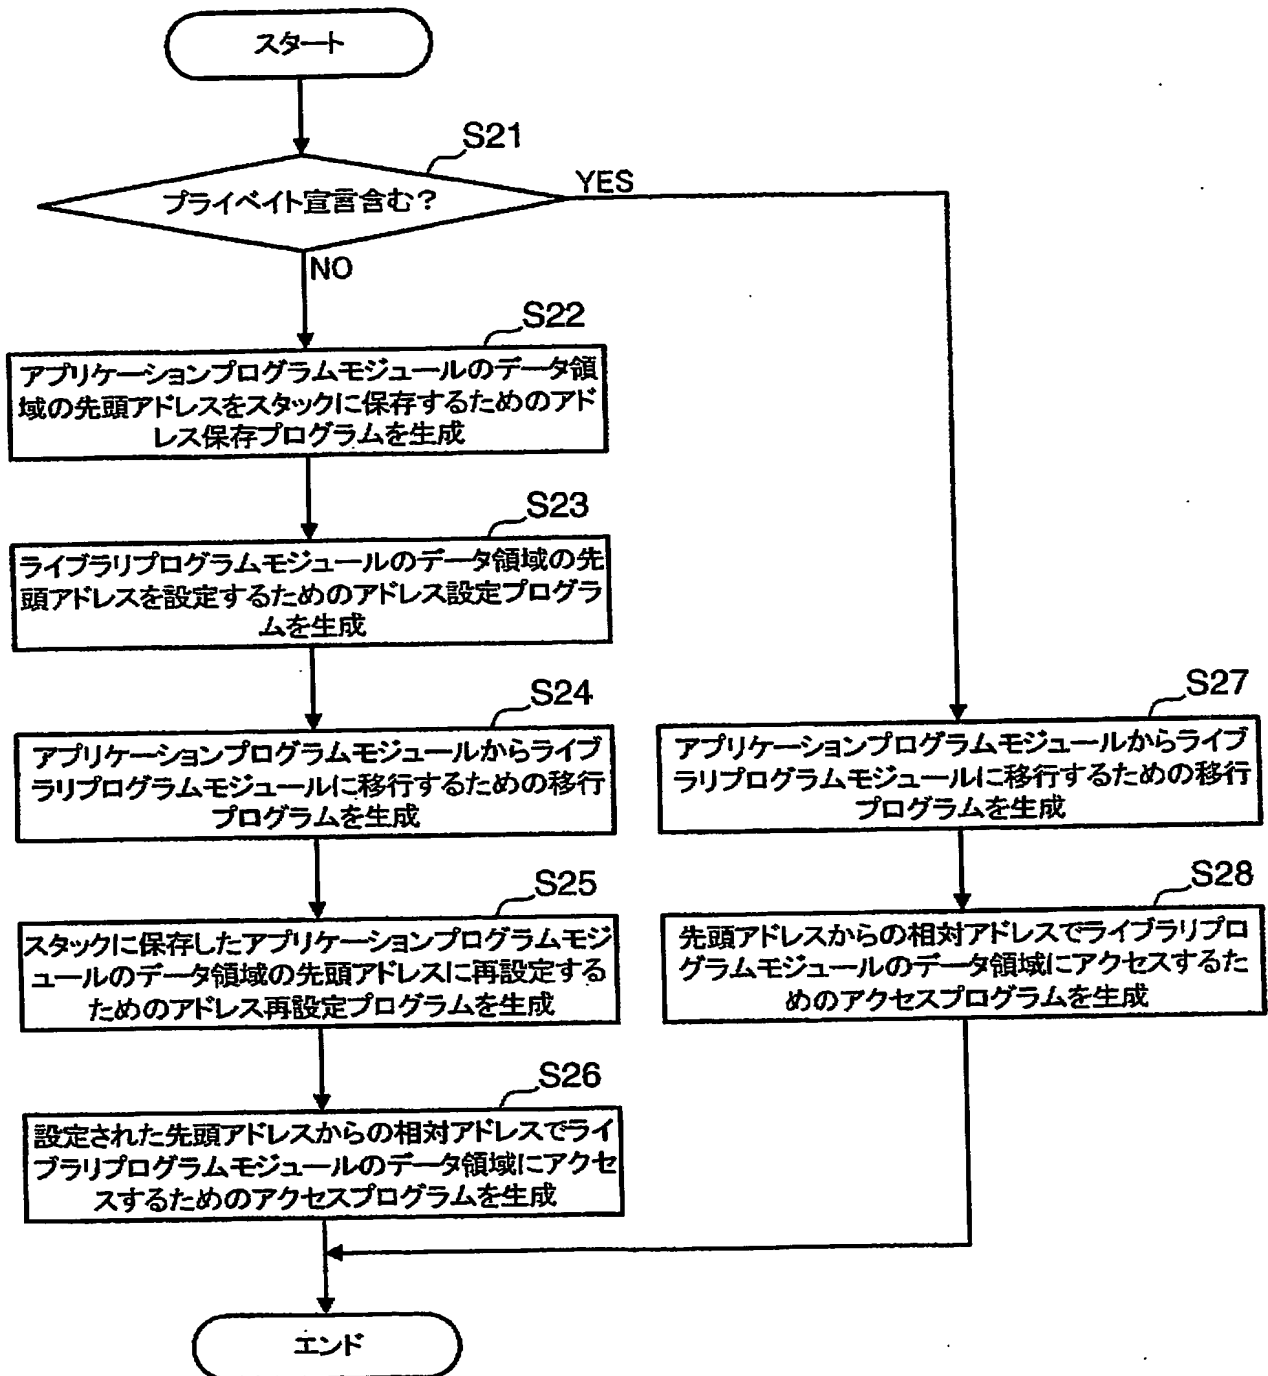 スタート
S21
プライベイト宣言含む?
YES
NO
S22
アプリケーションプログラムモジュールのデータ領
域の先頭アドレスをスタックに保存するためのアド
レス保存プログラムを生成
S23
ライブラリプログラムモジュールのデータ領域の先
頭アドレスを設定するためのアドレス設定プログラ
ムを生成
S24
アプリケーションプログラムモジュールからライブ
ラリプログラムモジュールに移行するための移行
プログラムを生成
S25
スタックに保存したアプリケーションプログラムモジ
ュールのデータ領域の先頭アドレスに再設定する
ためのアドレス再設定プログラムを生成
S26
設定された先頭アドレスからの相対アドレスでライ
ブラリプログラムモジュールのデータ領域にアクセ
スするためのアクセスプログラムを生成
S27
アプリケーションプログラムモジュールからライブ
ラリプログラムモジュールに移行するための移行
プログラムを生成
S28
先頭アドレスからの相対アドレスでライブラリプロ
グラムモジュールのデータ領域にアクセスするた
めのアクセスプログラムを生成
エンド